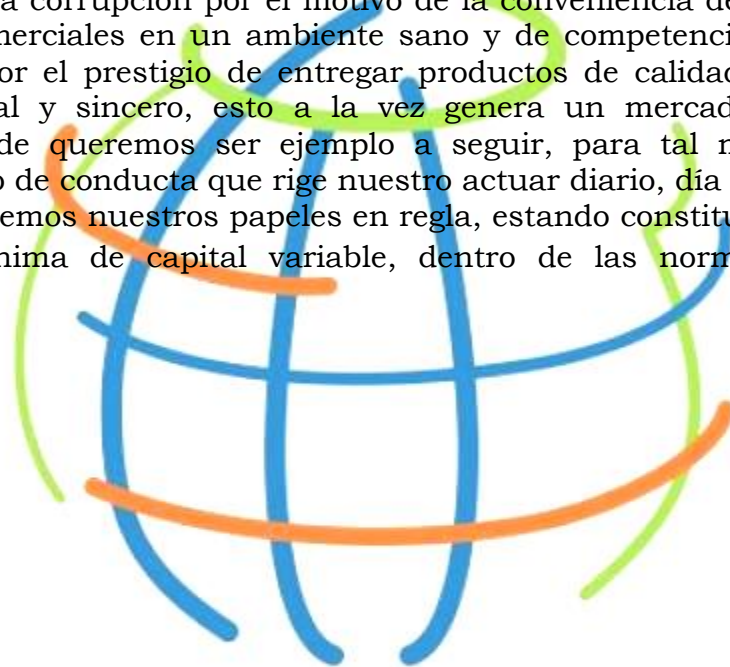 a corrupción por el motivo de la conveniencia de
merciales en un ambiente sano y de competenci
or el prestigio de entregar productos de calidad
al y sincero, esto a la vez genera un mercad
de queremos ser ejemplo a seguir, para tal m
o de conducta que rige nuestro actuar diario, día
emos nuestros papeles en regla, estando constitu
nima de capital variable, dentro de las norm